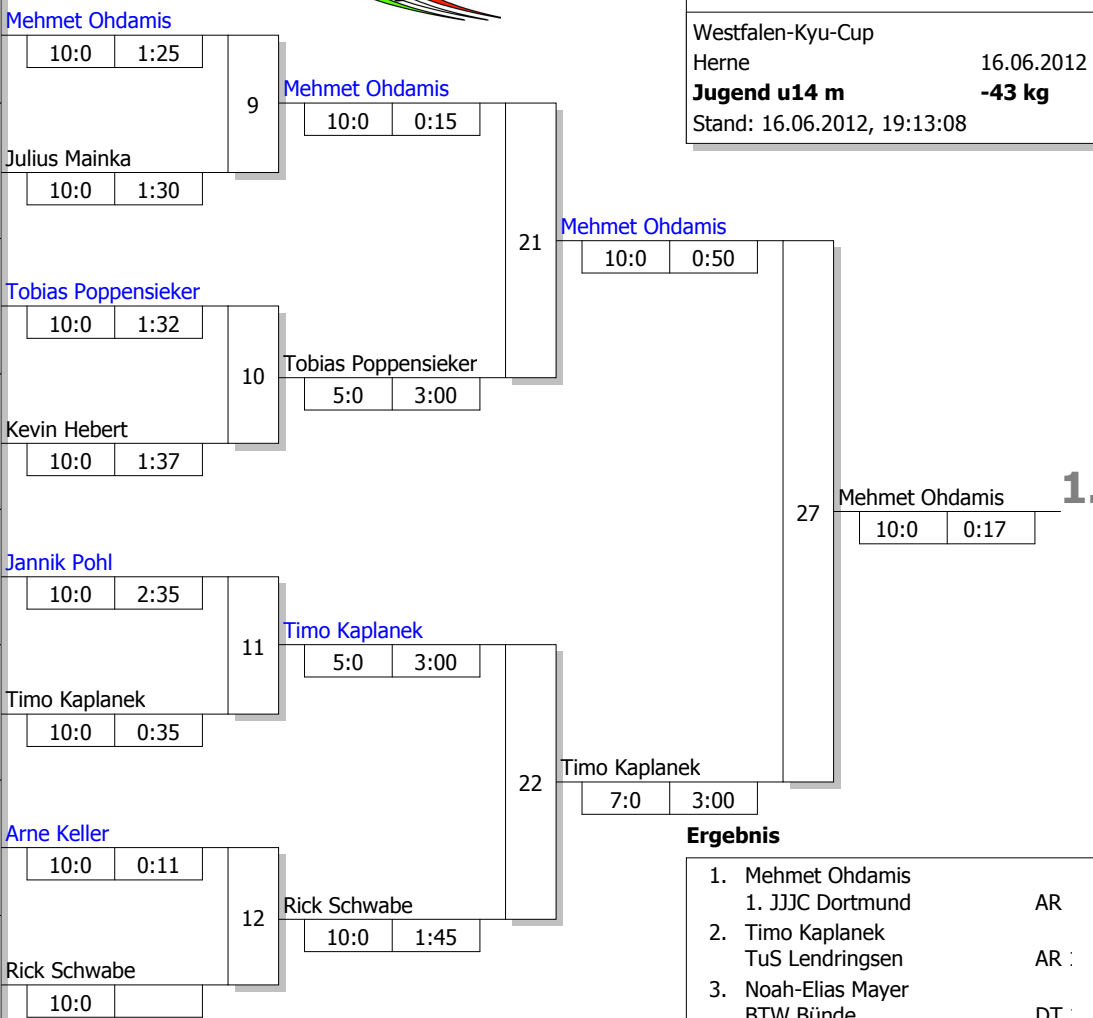 Westfalen-Kyu-Cup
Herne 16.06.2012
Jugend u14 m -43 kg
Stand: 16.06.2012, 19:13:08
Mehmet Ohdamis
10:0 1:25
9
Julius Mainka
10:0 1:30
Mehmet Ohdamis
10:0 0:15
Tobias Poppensieker
10:0 1:32
10
Kevin Hebert
10:0 1:37
Tobias Poppensieker
5:0 3:00
21
Mehmet Ohdamis
10:0 0:50
Jannik Pohl
10:0 2:35
11
Timo Kaplanek
10:0 0:35
Timo Kaplanek
5:0 3:00
Arne Keller
10:0 0:11
12
Rick Schwabe
10:0
Rick Schwabe
10:0 1:45
22
Timo Kaplanek
7:0 3:00
27
Mehmet Ohdamis 1.
10:0 0:17
Ergebnis
1. Mehmet Ohdamis
1. JJJC Dortmund AR
2. Timo Kaplanek
TuS Lendringsen AR
3. Noah-Elias Mayer
BTW Bünde DT